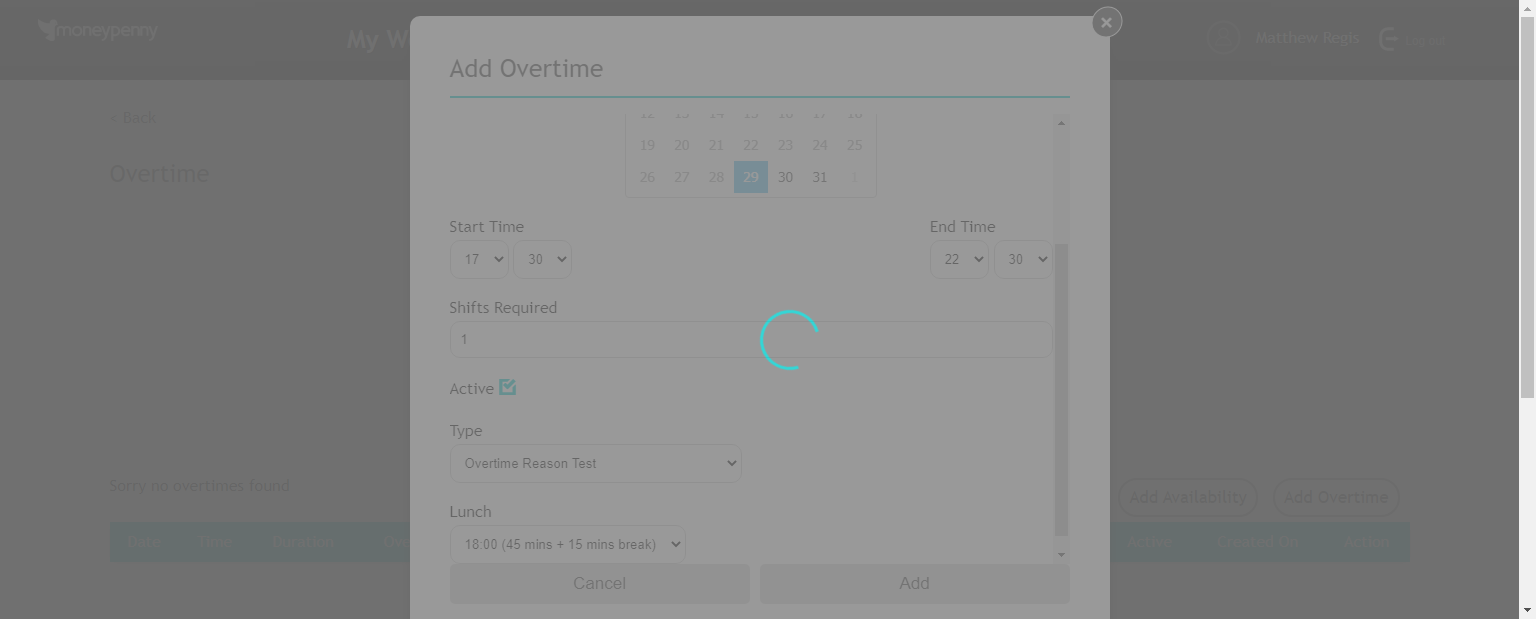 moneypenny
My W
Matthew Regis
Log out
×
Add Overtime
< Back
Overtime
12 13 14 15 16 17 18
19 20 21 22 23 24 25
26 27 28 29 30 31 1
Start Time
End Time
17 30
22 30
Shifts Required
1
Active
Type
Overtime Reason Test
Sorry no overtimes found
Add Availability
Add Overtime
Lunch
18:00 (45 mins + 15 mins break)
Date Time Duration Ove
Active Created On Action
Cancel
Add